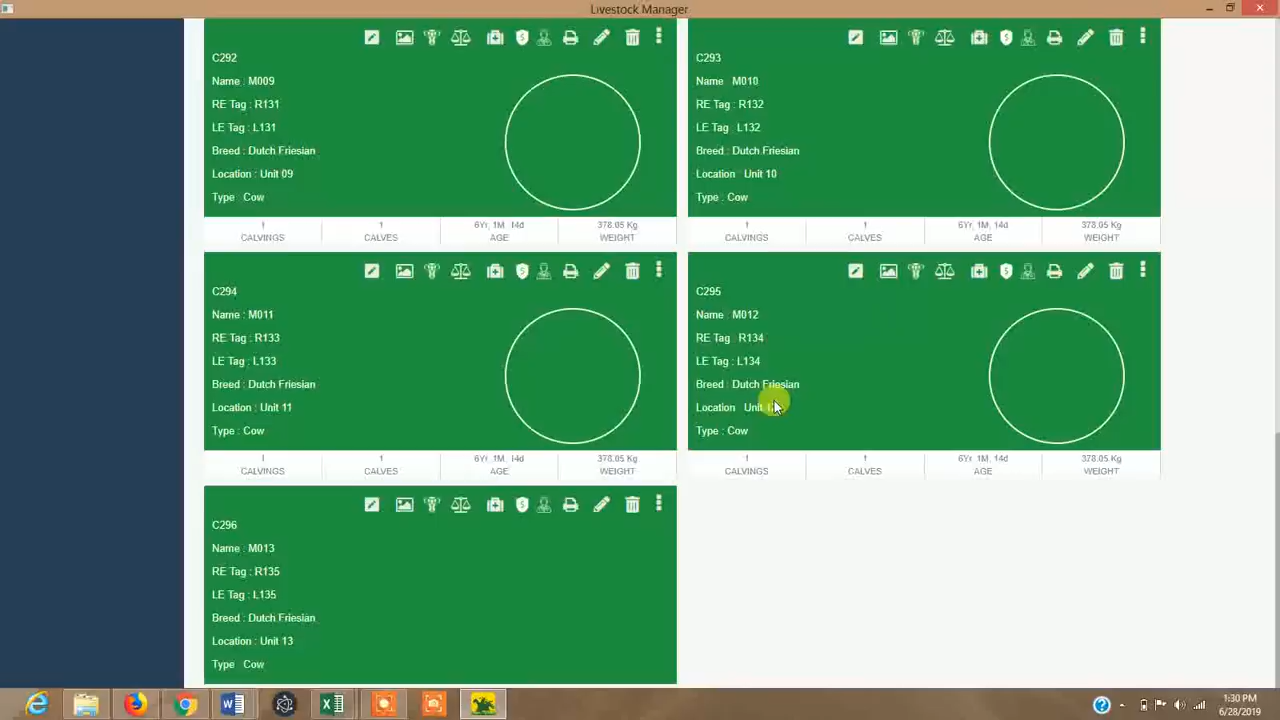 Livestock Manager
C292
Name : M009
RE Tag : R131
LE Tag : L131
Breed : Dutch Friesian
Location : Unit 09
Type Cow
1 1 6Yr, 1M, 14d 378.05 Kg
CALVINGS CALVES AGE WEIGHT
C293
Name M010
RE Tag : R132
LE Tag L132
Breed : Dutch Friesian
Location Unit 10
Type : Cow
1 1 6Yr, 1M, 14d 378.05 Kg
CALVINGS CALVES AGE WEIGHT
C294
Name : M011
RE Tag : R133
LE Tag : L133
Breed : Dutch Friesian
Location : Unit 11
Type : Cow
1 1 6Yr, 1M, 14d 378.05 Kg
CALVINGS CALVES AGE WEIGHT
C295
Name : M012
RE Tag : R134
LE Tag : L134
Breed : Dutch Friesian
Location Unit
Type : Cow
1 1 6Yr, 1M, 14d 378.05 Kg
CALVINGS CALVES AGE WEIGHT
C296
Name : M013
RE Tag : R135
LE Tag : L135
Breed : Dutch Friesian
Location : Unit 13
Type Cow
1:30 PM
6/28/2019